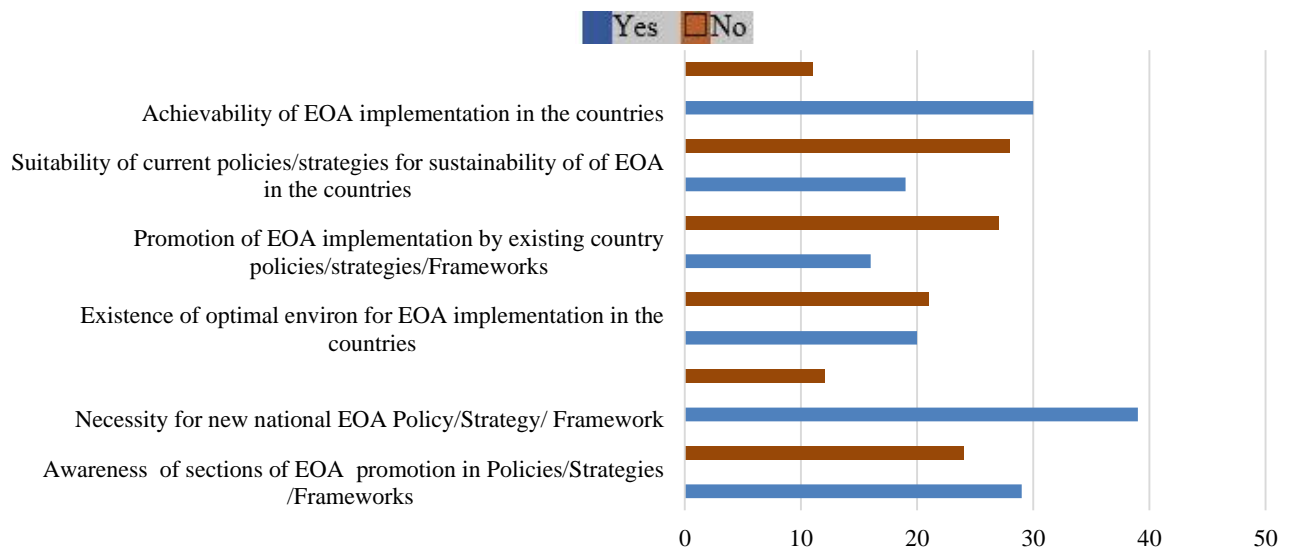 Yes No
Achievability of EOA implementation in the countries
Suitability of current policies/strategies for sustainability of of EOA
in the countries
Promotion of EOA implementation by existing country
policies/strategies/Frameworks
Existence of optimal environ for EOA implementation in the
countries
Necessity for new national EOA Policy/Strategy/ Framework
Awareness of sections of EOA promotion in Policies/Strategies
/Frameworks
0 10 20 30 40 50